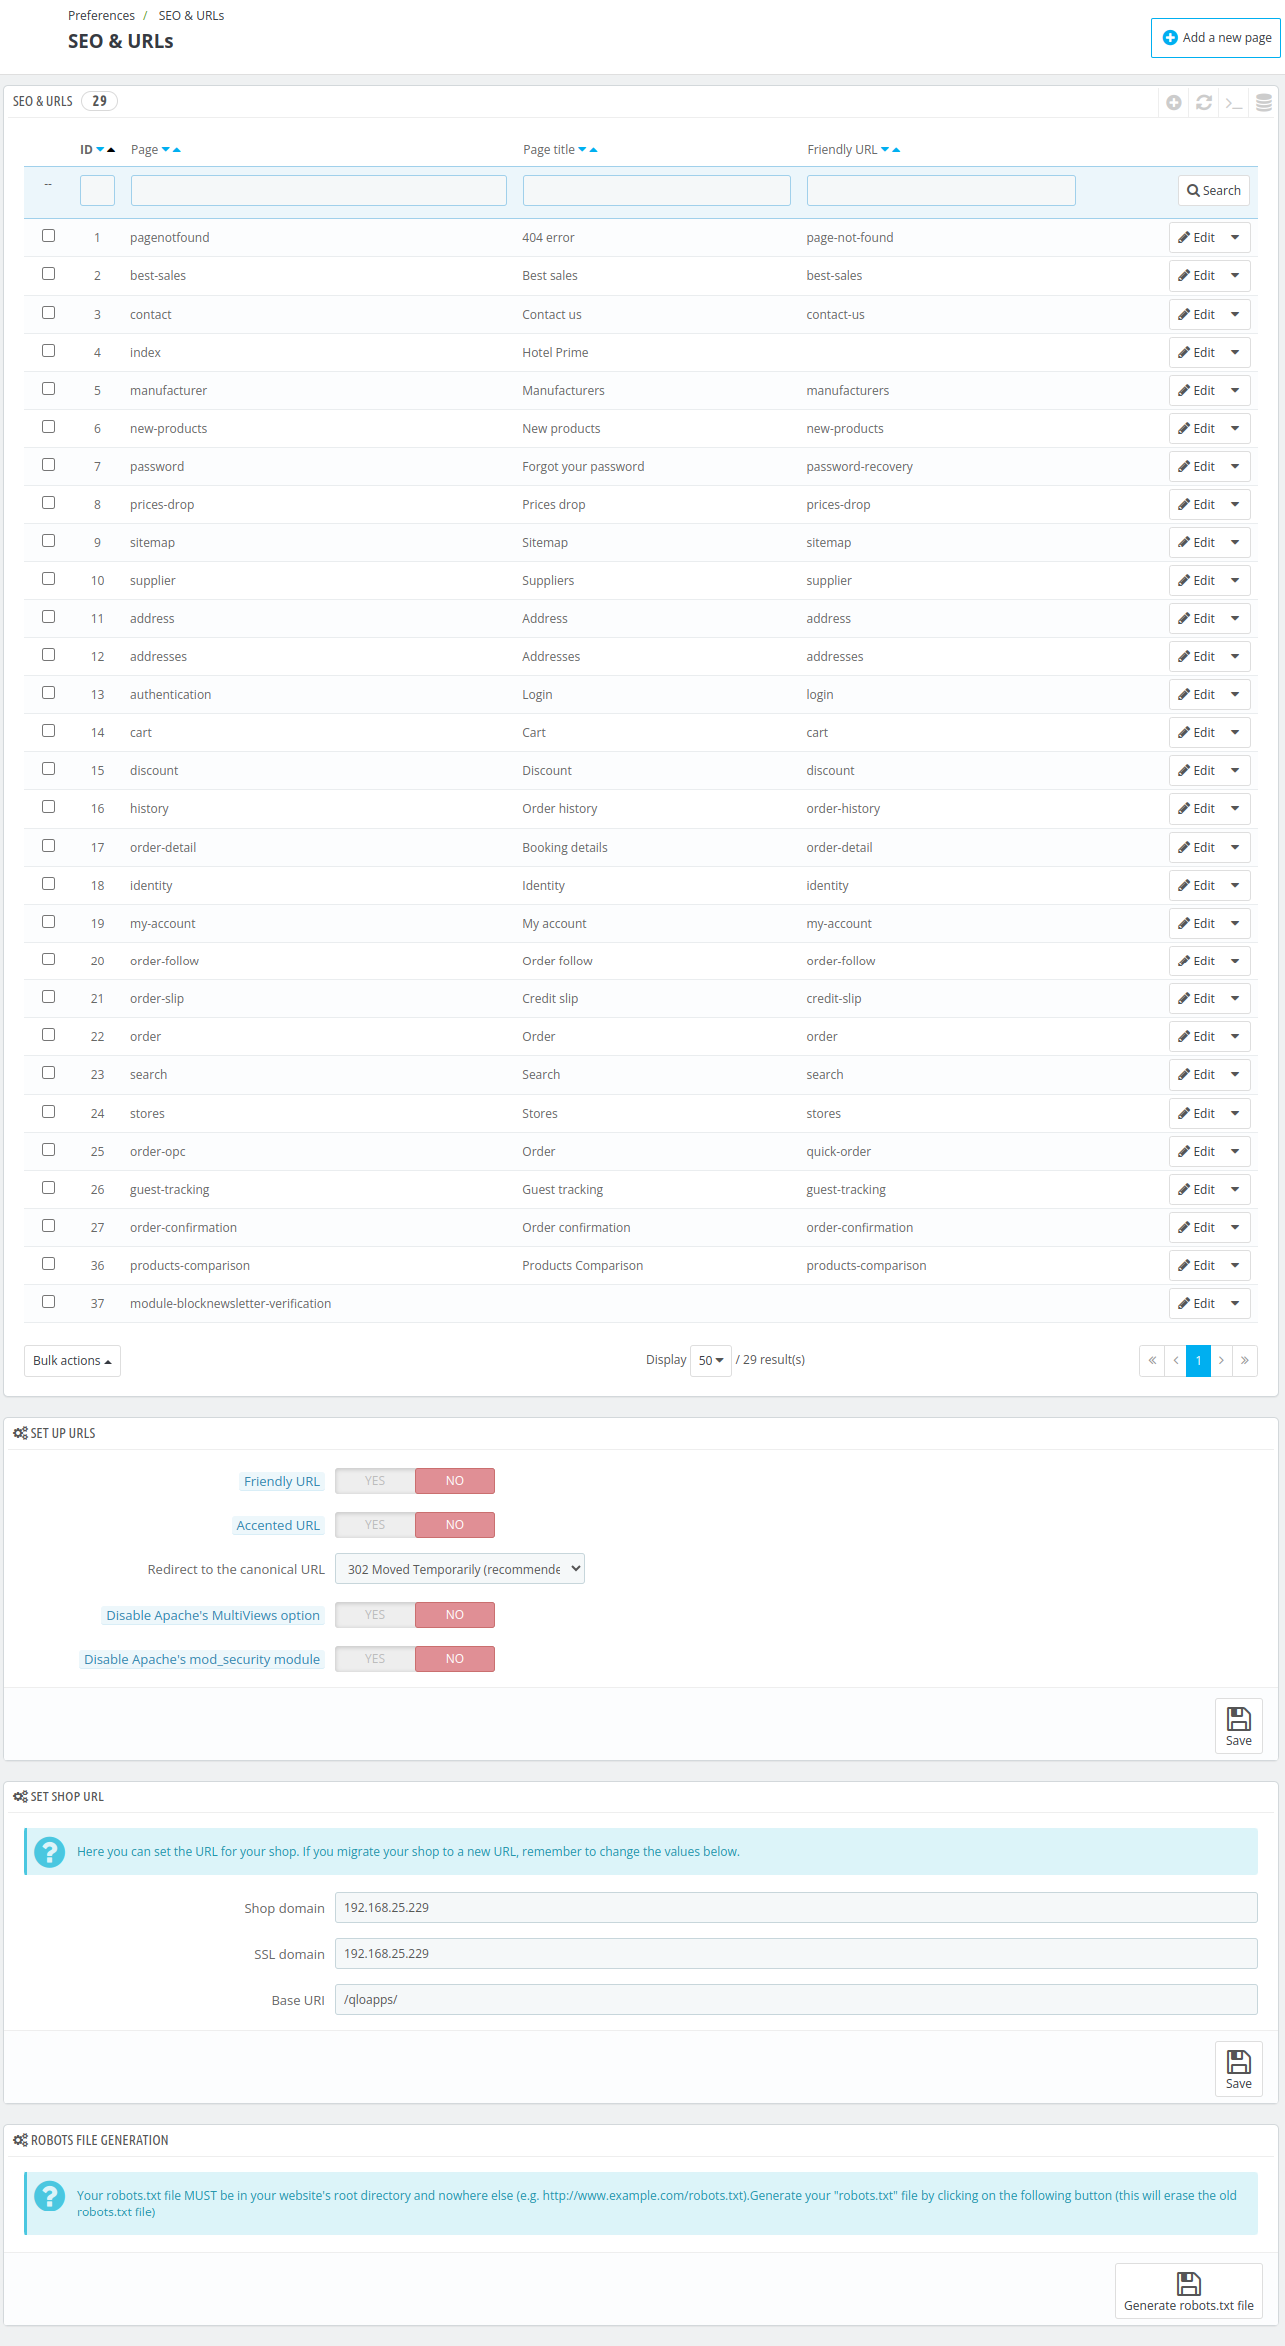 Preferences / SEO & URLs
SEO & URLs
Add a new page
SEO & URLS 29
ID Page Page title Friendly URL
-- Search
1 pagenotfound 404 error page-not-found Edit
2 best-sales Best sales best-sales Edit
3 contact Contact us contact-us Edit
4 index Hotel Prime Edit
5 manufacturer Manufacturers manufacturers Edit
6 new-products New products new-products Edit
7 password Forgot your password password-recovery Edit
8 prices-drop Prices drop prices-drop Edit
9 sitemap Sitemap sitemap Edit
10 supplier Suppliers supplier Edit
11 address Address address Edit
12 addresses Addresses addresses Edit
13 authentication Login login Edit
14 cart Cart cart Edit
15 discount Discount discount Edit
16 history Order history order-history Edit
17 order-detail Booking details order-detail Edit
18 identity Identity identity Edit
19 my-account My account my-account Edit
20 order-follow Order follow order-follow Edit
21 order-slip Credit slip credit-slip Edit
22 order Order order Edit
23 search Search search Edit
24 stores Stores stores Edit
25 order-opc Order quick-order Edit
26 guest-tracking Guest tracking guest-tracking Edit
27 order-confirmation Order confirmation order-confirmation Edit
36 products-comparison Products Comparison products-comparison Edit
37 module-blocknewsletter-verification Edit
Bulk actions Display 50 / 29 result(s) « < 1 > »
SET UP URLS
Friendly URL YES NO
Accented URL YES NO
Redirect to the canonical URL 302 Moved Temporarily (recommende
Disable Apache's MultiViews option YES NO
Disable Apache's mod_security module YES NO
Save
SET SHOP URL
Here you can set the URL for your shop. If you migrate your shop to a new URL, remember to change the values below.
Shop domain 192.168.25.229
SSL domain 192.168.25.229
Base URI /qloapps/
Save
ROBOTS FILE GENERATION
Your robots.txt file MUST be in your website's root directory and nowhere else (e.g. http://www.example.com/robots.txt).Generate your "robots.txt" file by clicking on the following button (this will erase the old
robots.txt file)
Generate robots.txt file